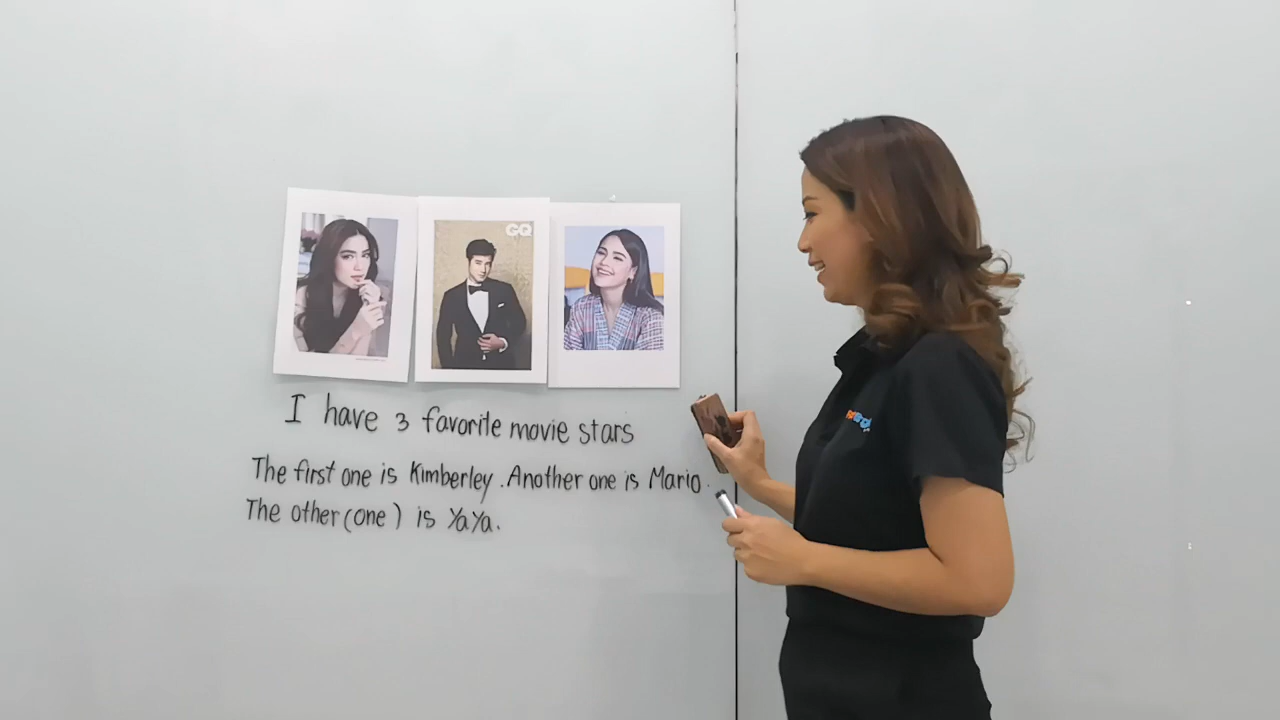 GQ
I have 3 favorite movie stars
The first one is Kimberley. Another one is Mario.
The other (one) is YaYa.